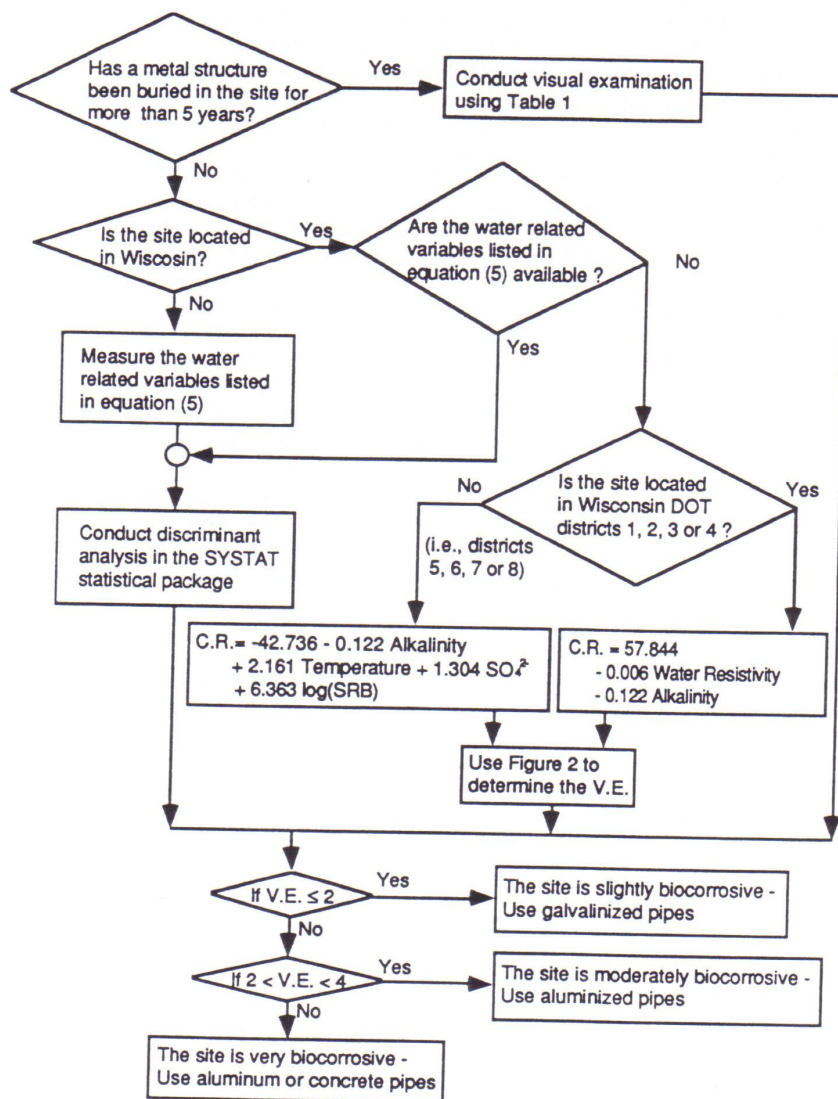 Has a metal structure
been buried in the site for
more than 5 years?
Yes
Conduct visual examination
using Table 1
No
Is the site located
in Wiscosin?
Yes
Are the water related
variables listed in
equation (5) available ?
No
No
Measure the water
related variables listed
in equation (5)
Yes
Conduct discriminant
analysis in the SYSTAT
statistical package
No
Is the site located
in Wisconsin DOT
districts 1, 2, 3 or 4 ?
Yes
(i.e., districts
5, 6, 7 or 8)
C.R.= -42.736 - 0.122 Alkalinity
+ 2.161 Temperature + 1.304 SO₄²⁻
+ 6.363 log(SRB)
C.R. = 57.844
- 0.006 Water Resistivity
- 0.122 Alkalinity
Use Figure 2 to
determine the V.E.
If V.E. ≤ 2
Yes
The site is slightly biocorrosive -
Use galvalinized pipes
No
If 2 < V.E. < 4
Yes
The site is moderately biocorrosive -
Use aluminized pipes
No
The site is very biocorrosive -
Use aluminum or concrete pipes